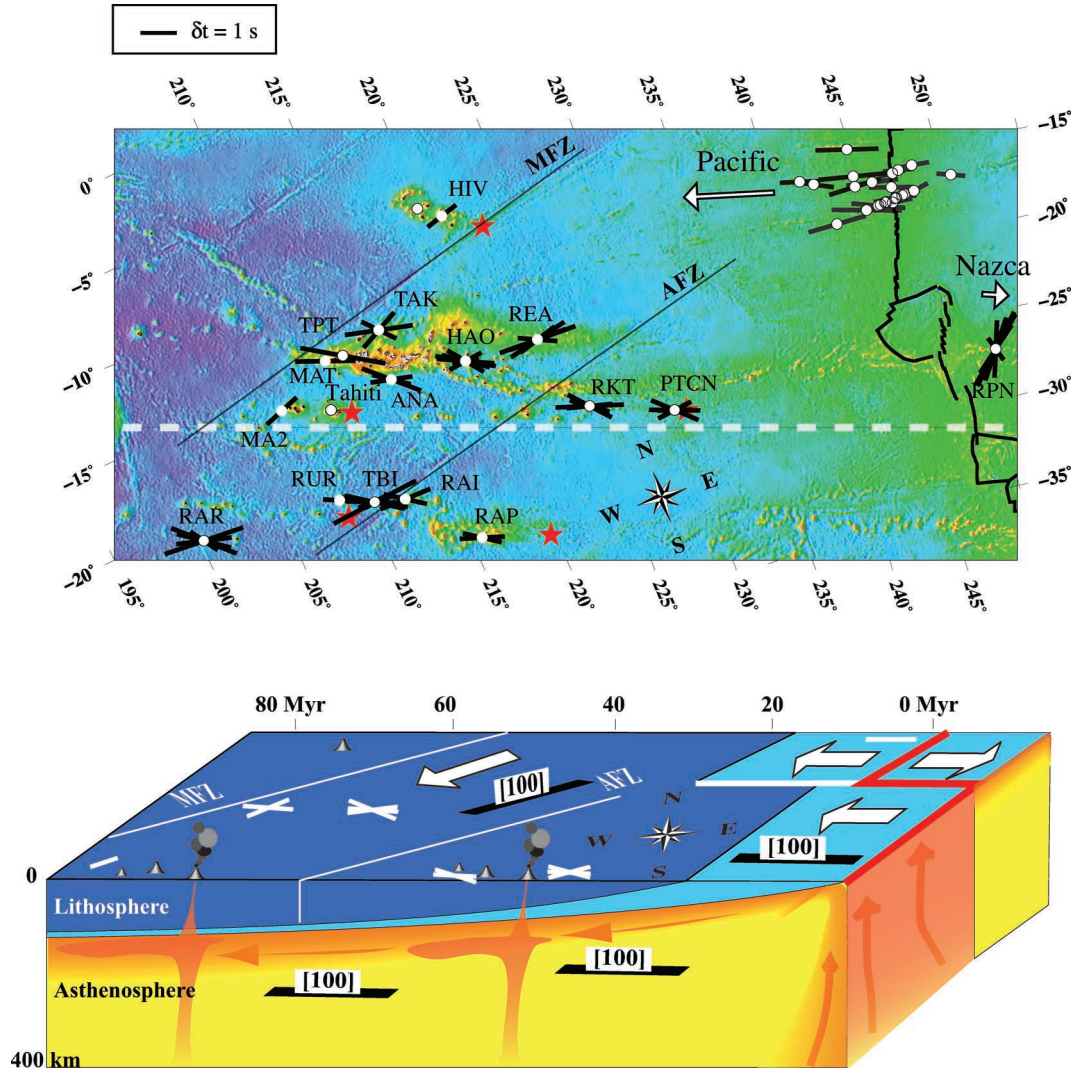 δt = 1 s
210° 220° 225° 230° 235° 245° 250°
−15°
MFZ
Pacific
0°
HIV
−20°
AFZ
Nazca
−5°
TAK
TPT
REA
−25°
HAO
−10°
MAT
Tahiti
ANA
RKT
PTCN
−30°
RPN
MA2
N
−15°
RUR
TBI
RAI
E
−35°
W
RAR
RAP
S
−20°
195° 200° 205° 210° 215° 220° 225° 230° 235° 240° 245°
80 Myr 60 40 20 0 Myr
MFZ
[100]
AFZ
N
W
E
[100]
S
0
Lithosphere
[100]
[100]
Asthenosphere
400 km